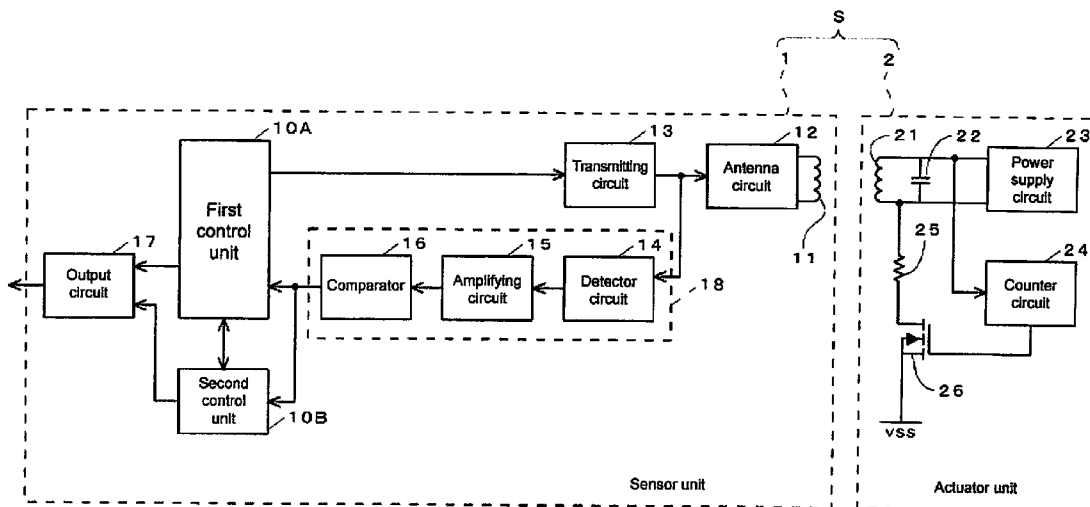 S
1
2
10A
13
12
21
22
23
Transmitting
circuit
Antenna
circuit
Power
supply
circuit
First
control
unit
11
25
17
16
15
14
24
Output
circuit
Comparator
Amplifying
circuit
Detector
circuit
18
Counter
circuit
Second
control
unit
26
10B
VSS
Sensor unit
Actuator unit